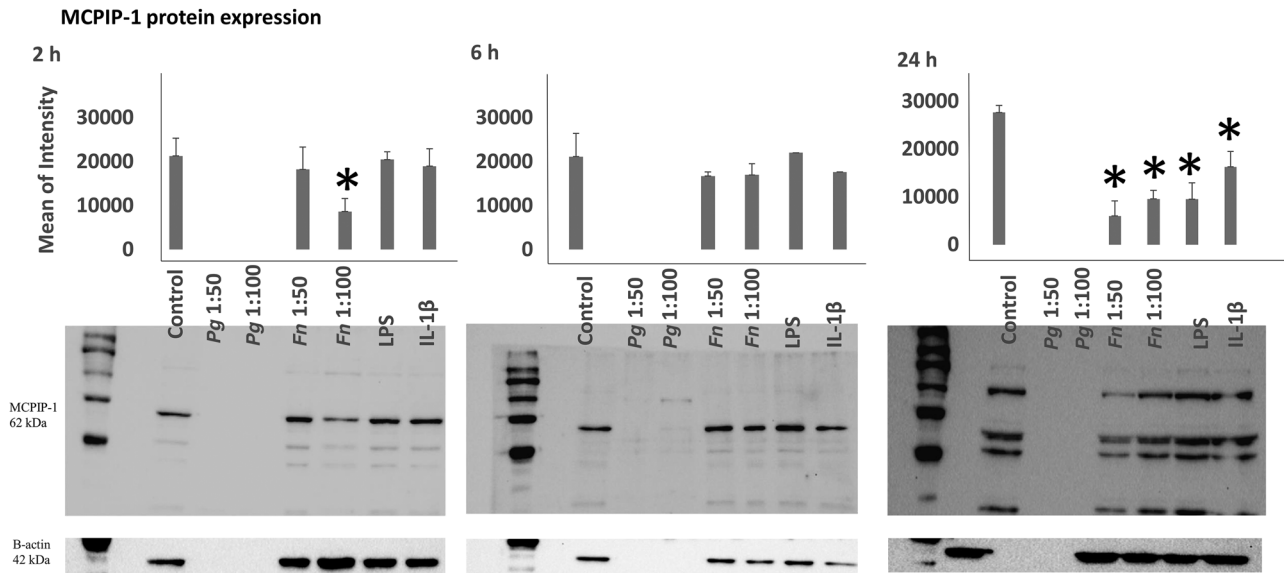 MCPIP-1 protein expression
2 h
6 h
24 h
Mean of Intensity
30000
20000
10000
0
30000
20000
10000
0
30000
20000
10000
0
* 
* * * *
Control
Pg 1:50
Pg 1:100
Fn 1:50
Fn 1:100
LPS
IL-1β
Control
Pg 1:50
Pg 1:100
Fn 1:50
Fn 1:100
LPS
IL-1β
Control
Pg 1:50
Pg 1:100
Fn 1:50
Fn 1:100
LPS
IL-1β
MCPIP-1
62 kDa
B-actin
42 kDa